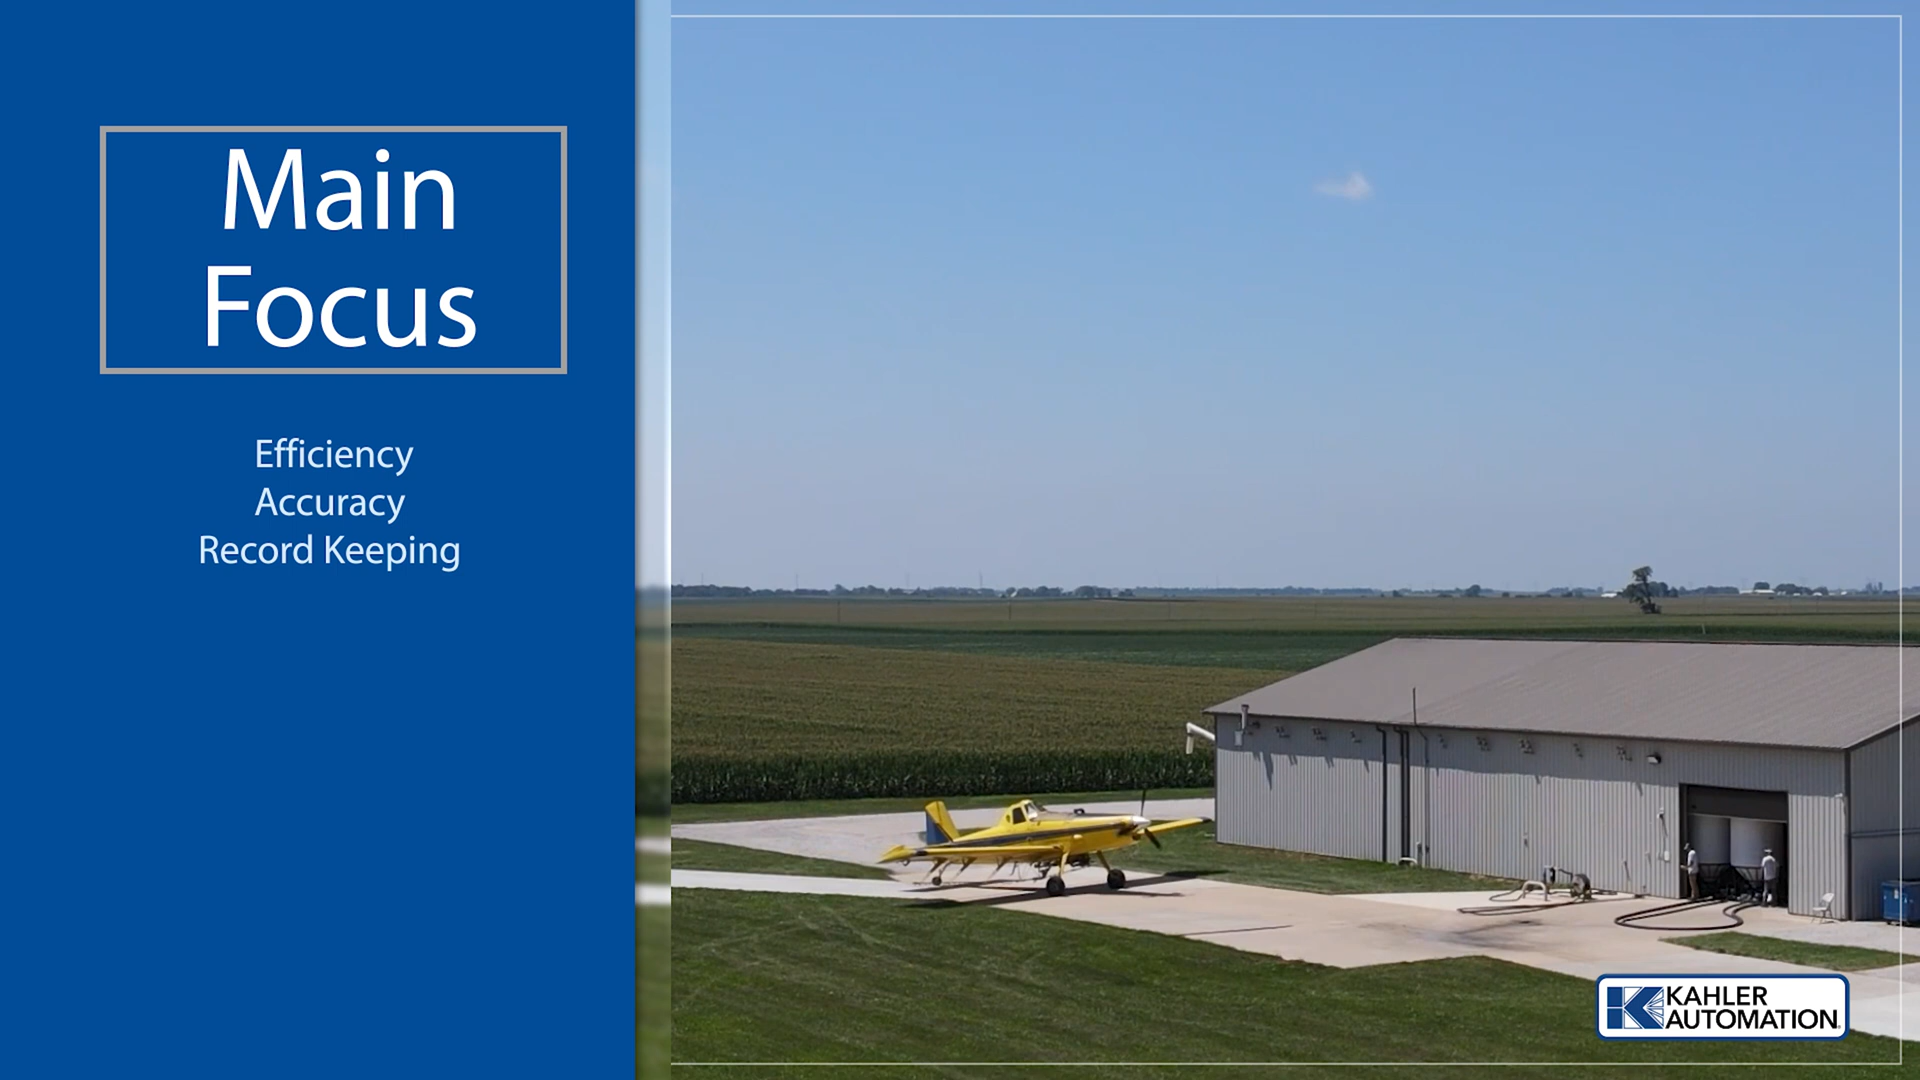 Main
Focus
Efficiency
Accuracy
Record Keeping
KAHLER
AUTOMATION